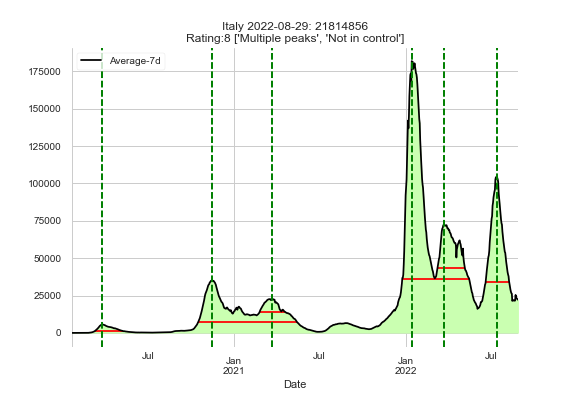 Italy 2022-08-29: 21814856
Rating:8 ['Multiple peaks', 'Not in control']
Average-7d
175000
150000
125000
100000
75000
50000
25000
0
Jul
Jan
2021
Jul
Jan
2022
Jul
Date